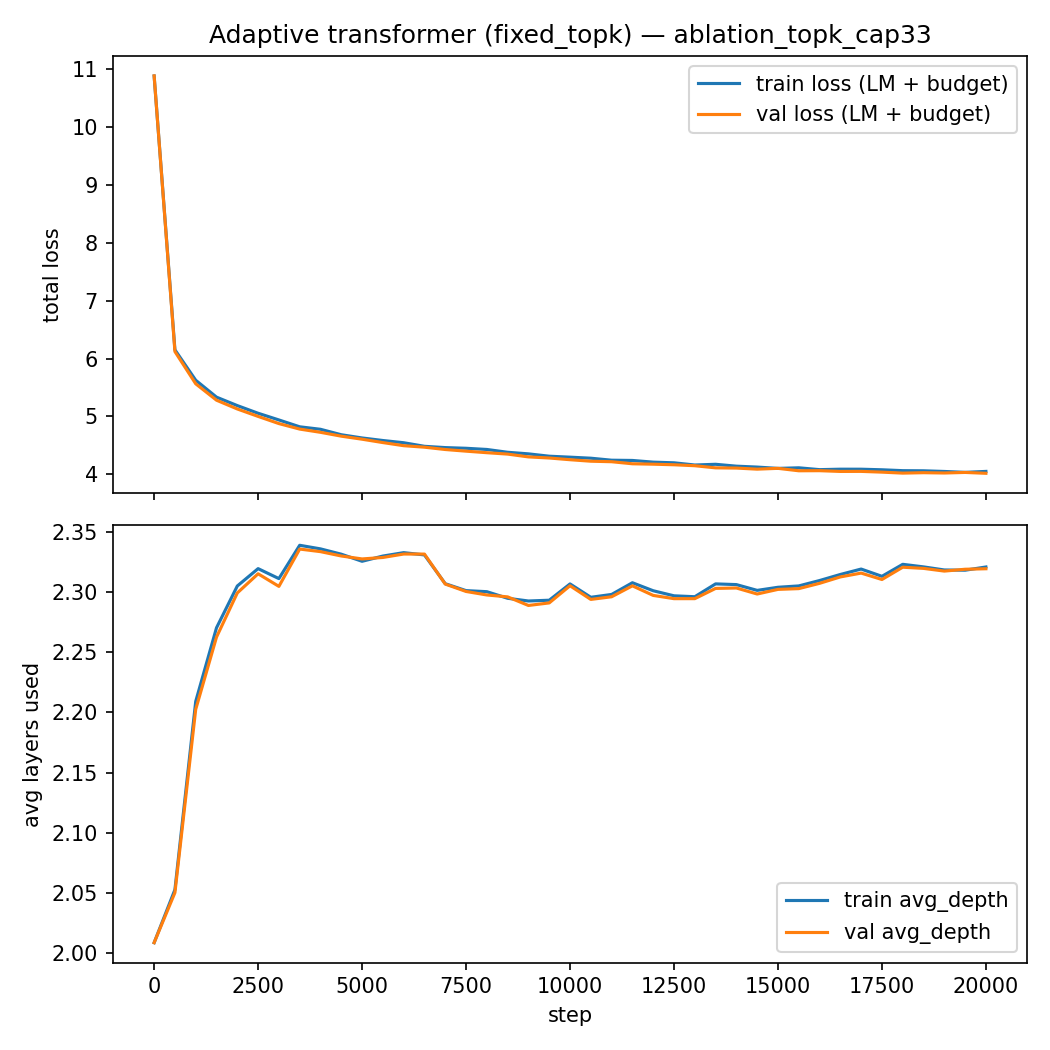 Adaptive transformer (fixed_topk) — ablation_topk_cap33
train loss (LM + budget)
val loss (LM + budget)
total loss
11
10
9
8
7
6
5
4
train avg_depth
val avg_depth
avg layers used
2.35
2.30
2.25
2.20
2.15
2.10
2.05
2.00
0 2500 5000 7500 10000 12500 15000 17500 20000
step